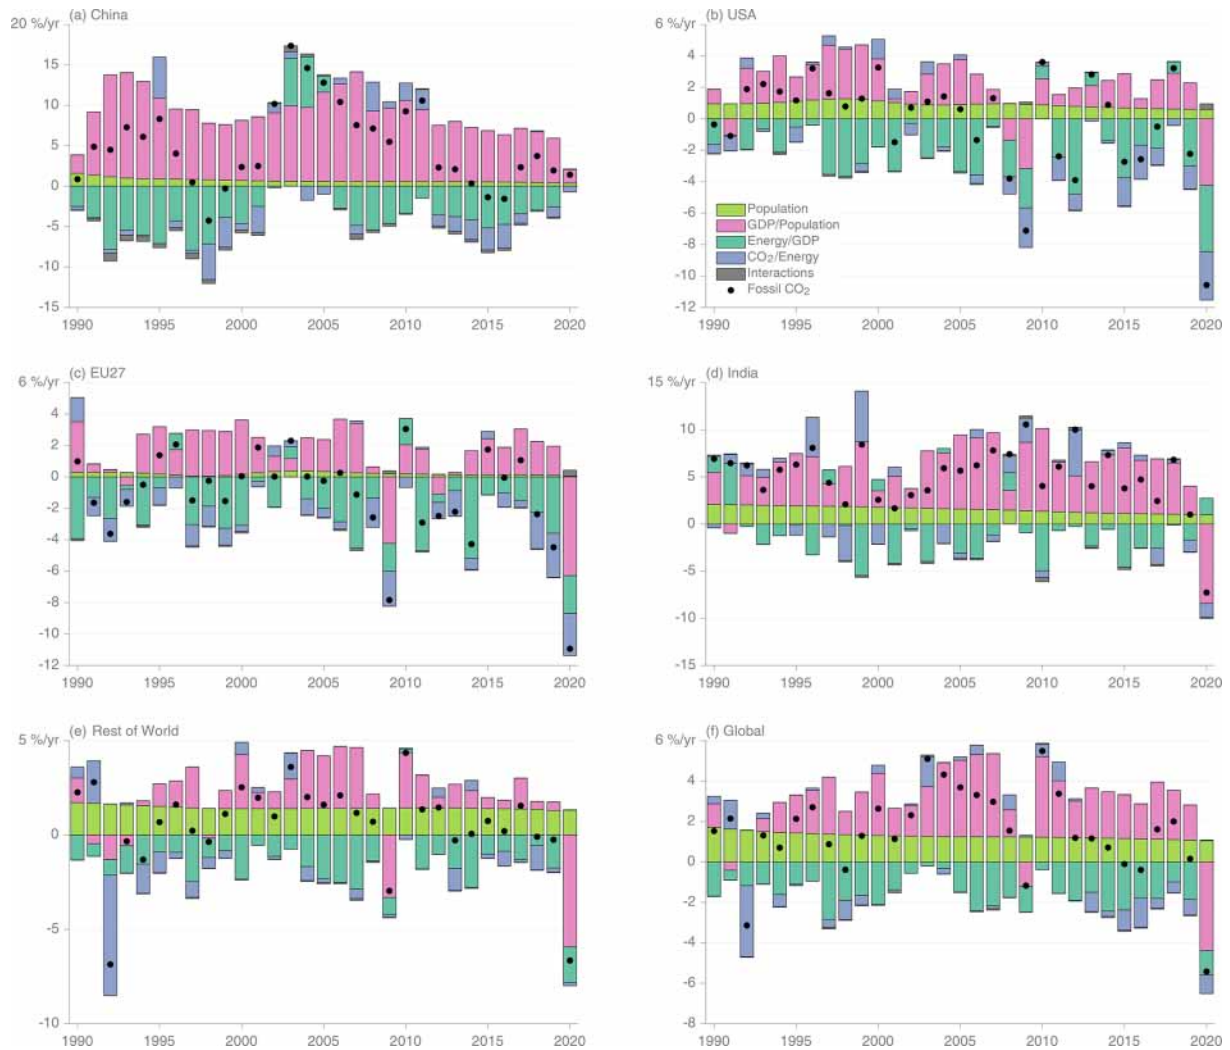 (a) China
20 %/yr
15
10
5
0
-5
-10
-15
1990 1995 2000 2005 2010 2015 2020
(b) USA
6 %/yr
4
2
0
-2
-4
-6
-8
-10
-12
Population
GDP/Population
Energy/GDP
CO2/Energy
Interactions
Fossil CO2
1990 1995 2000 2005 2010 2015 2020
(c) EU27
6 %/yr
4
2
0
-2
-4
-6
-8
-10
-12
1990 1995 2000 2005 2010 2015 2020
(d) India
15 %/yr
10
5
0
-5
-10
-15
1990 1995 2000 2005 2010 2015 2020
(e) Rest of World
5 %/yr
0
-5
-10
1990 1995 2000 2005 2010 2015 2020
(f) Global
6 %/yr
4
2
0
-2
-4
-6
-8
1990 1995 2000 2005 2010 2015 2020